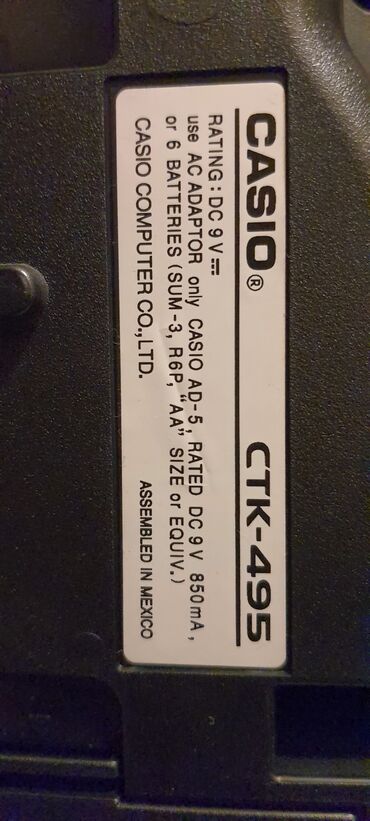 CASIO® CTK-495
RATING : DC 9 V ⎓
use AC ADAPTOR only CASIO AD-5, RATED DC 9 V 850mA,
or 6 BATTERIES (SUM-3, R6P, "AA" SIZE or EQUIV.)
CASIO COMPUTER CO.,LTD. ASSEMBLED IN MEXICO